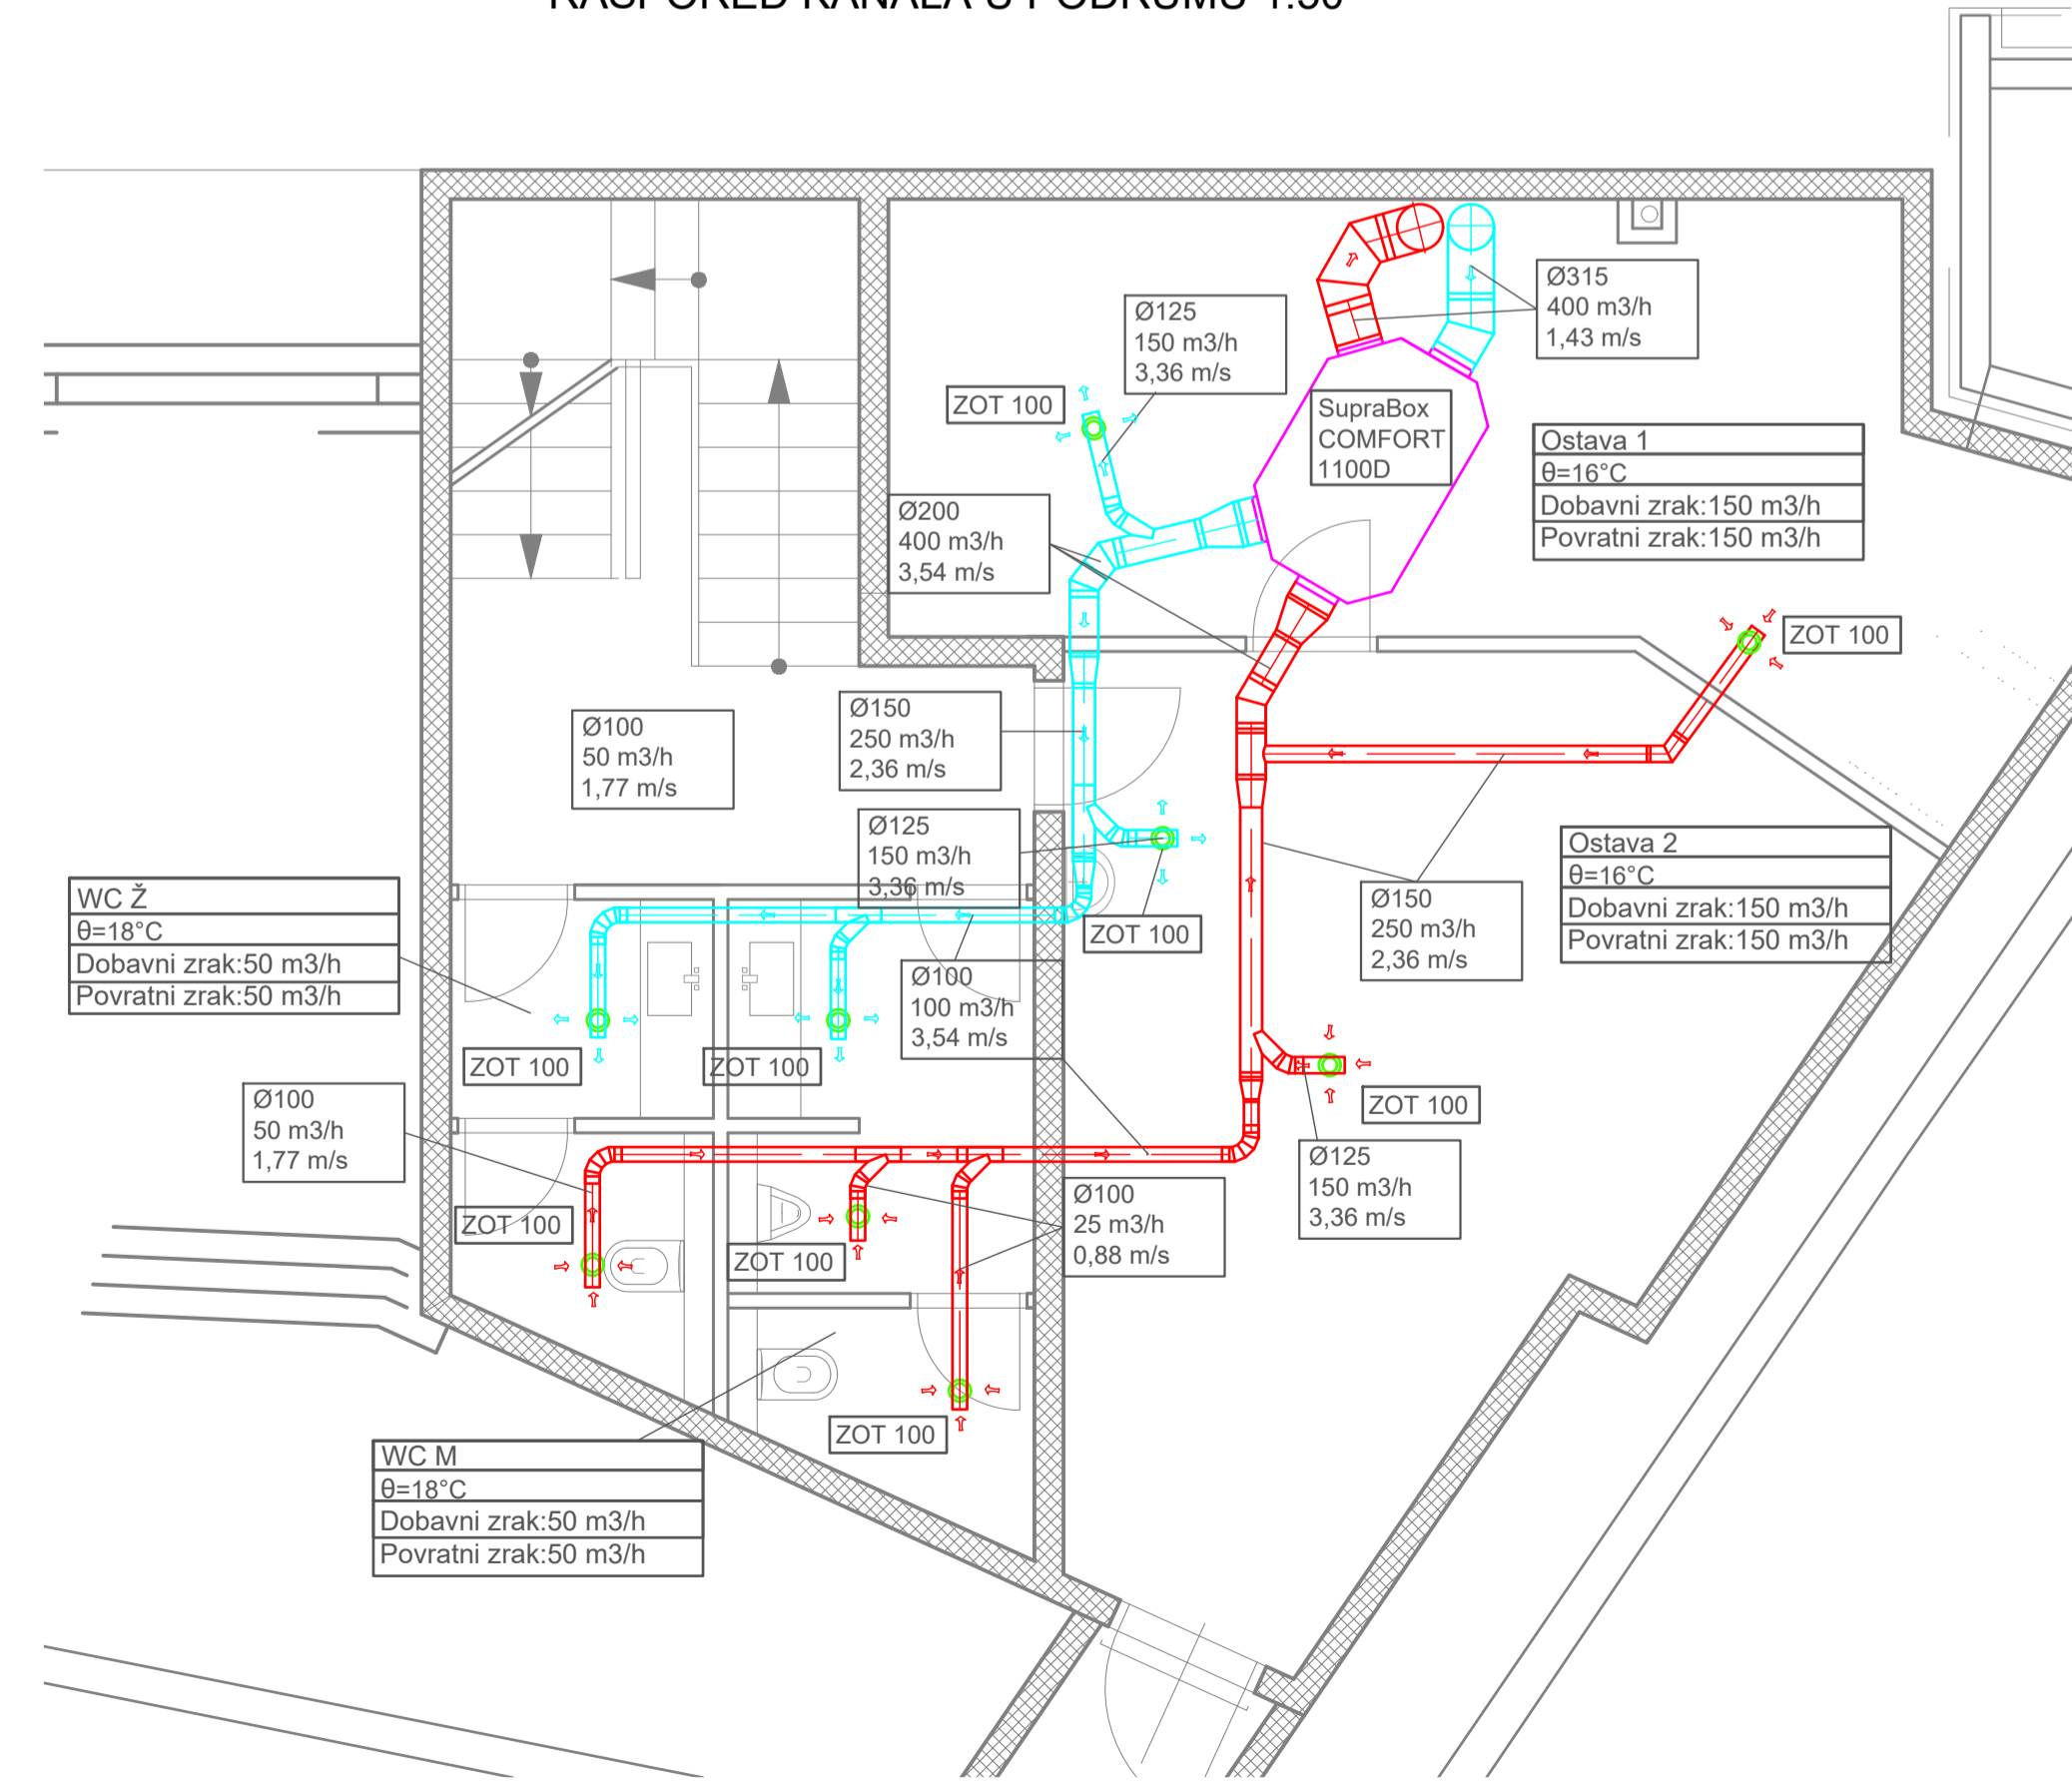 RASPORED KANALA U PODRUMU 1:50
Ø315
400 m3/h
1,43 m/s
Ø125
150 m3/h
3,36 m/s
ZOT 100
SupraBox
COMFORT
1100D
Ostava 1
θ=16°C
Dobavni zrak:150 m3/h
Povratni zrak:150 m3/h
Ø200
400 m3/h
3,54 m/s
ZOT 100
Ø150
250 m3/h
2,36 m/s
Ø100
50 m3/h
1,77 m/s
Ø125
150 m3/h
3,36 m/s
Ostava 2
θ=16°C
Dobavni zrak:150 m3/h
Povratni zrak:150 m3/h
WC Ž
θ=18°C
Dobavni zrak:50 m3/h
Povratni zrak:50 m3/h
Ø150
250 m3/h
2,36 m/s
ZOT 100
Ø100
100 m3/h
3,54 m/s
ZOT 100
ZOT 100
Ø100
50 m3/h
1,77 m/s
ZOT 100
Ø125
150 m3/h
3,36 m/s
Ø100
25 m3/h
0,88 m/s
ZOT 100
ZOT 100
ZOT 100
WC M
θ=18°C
Dobavni zrak:50 m3/h
Povratni zrak:50 m3/h